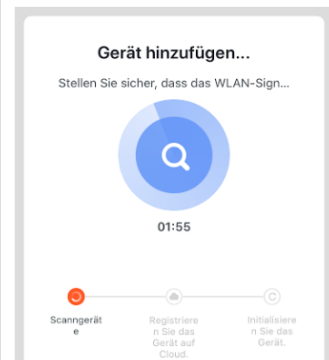 Gerät hinzufügen...
Stellen Sie sicher, dass das WLAN-Sign...
01:55
Scanngerät
e
Registriere
n Sie das
Gerät auf
Cloud.
Initialisiere
n Sie das
Gerät.